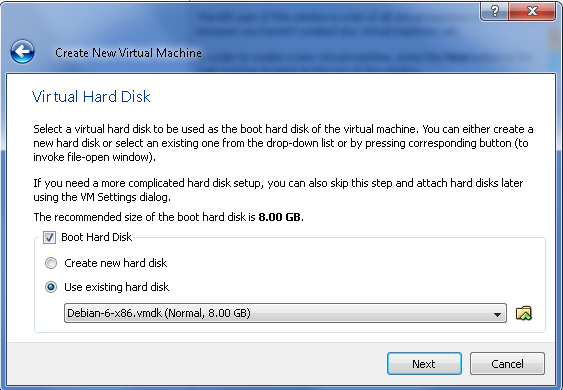 ?
X
Create New Virtual Machine
Virtual Hard Disk
Select a virtual hard disk to be used as the boot hard disk of the virtual machine. You can either create a
new hard disk or select an existing one from the drop-down list or by pressing corresponding button (to
invoke file-open window).
If you need a more complicated hard disk setup, you can also skip this step and attach hard disks later
using the VM Settings dialog.
The recommended size of the boot hard disk is 8.00 GB.
Boot Hard Disk
Create new hard disk
Use existing hard disk
Debian-6-x86.vmdk (Normal, 8.00 GB)
Next
Cancel